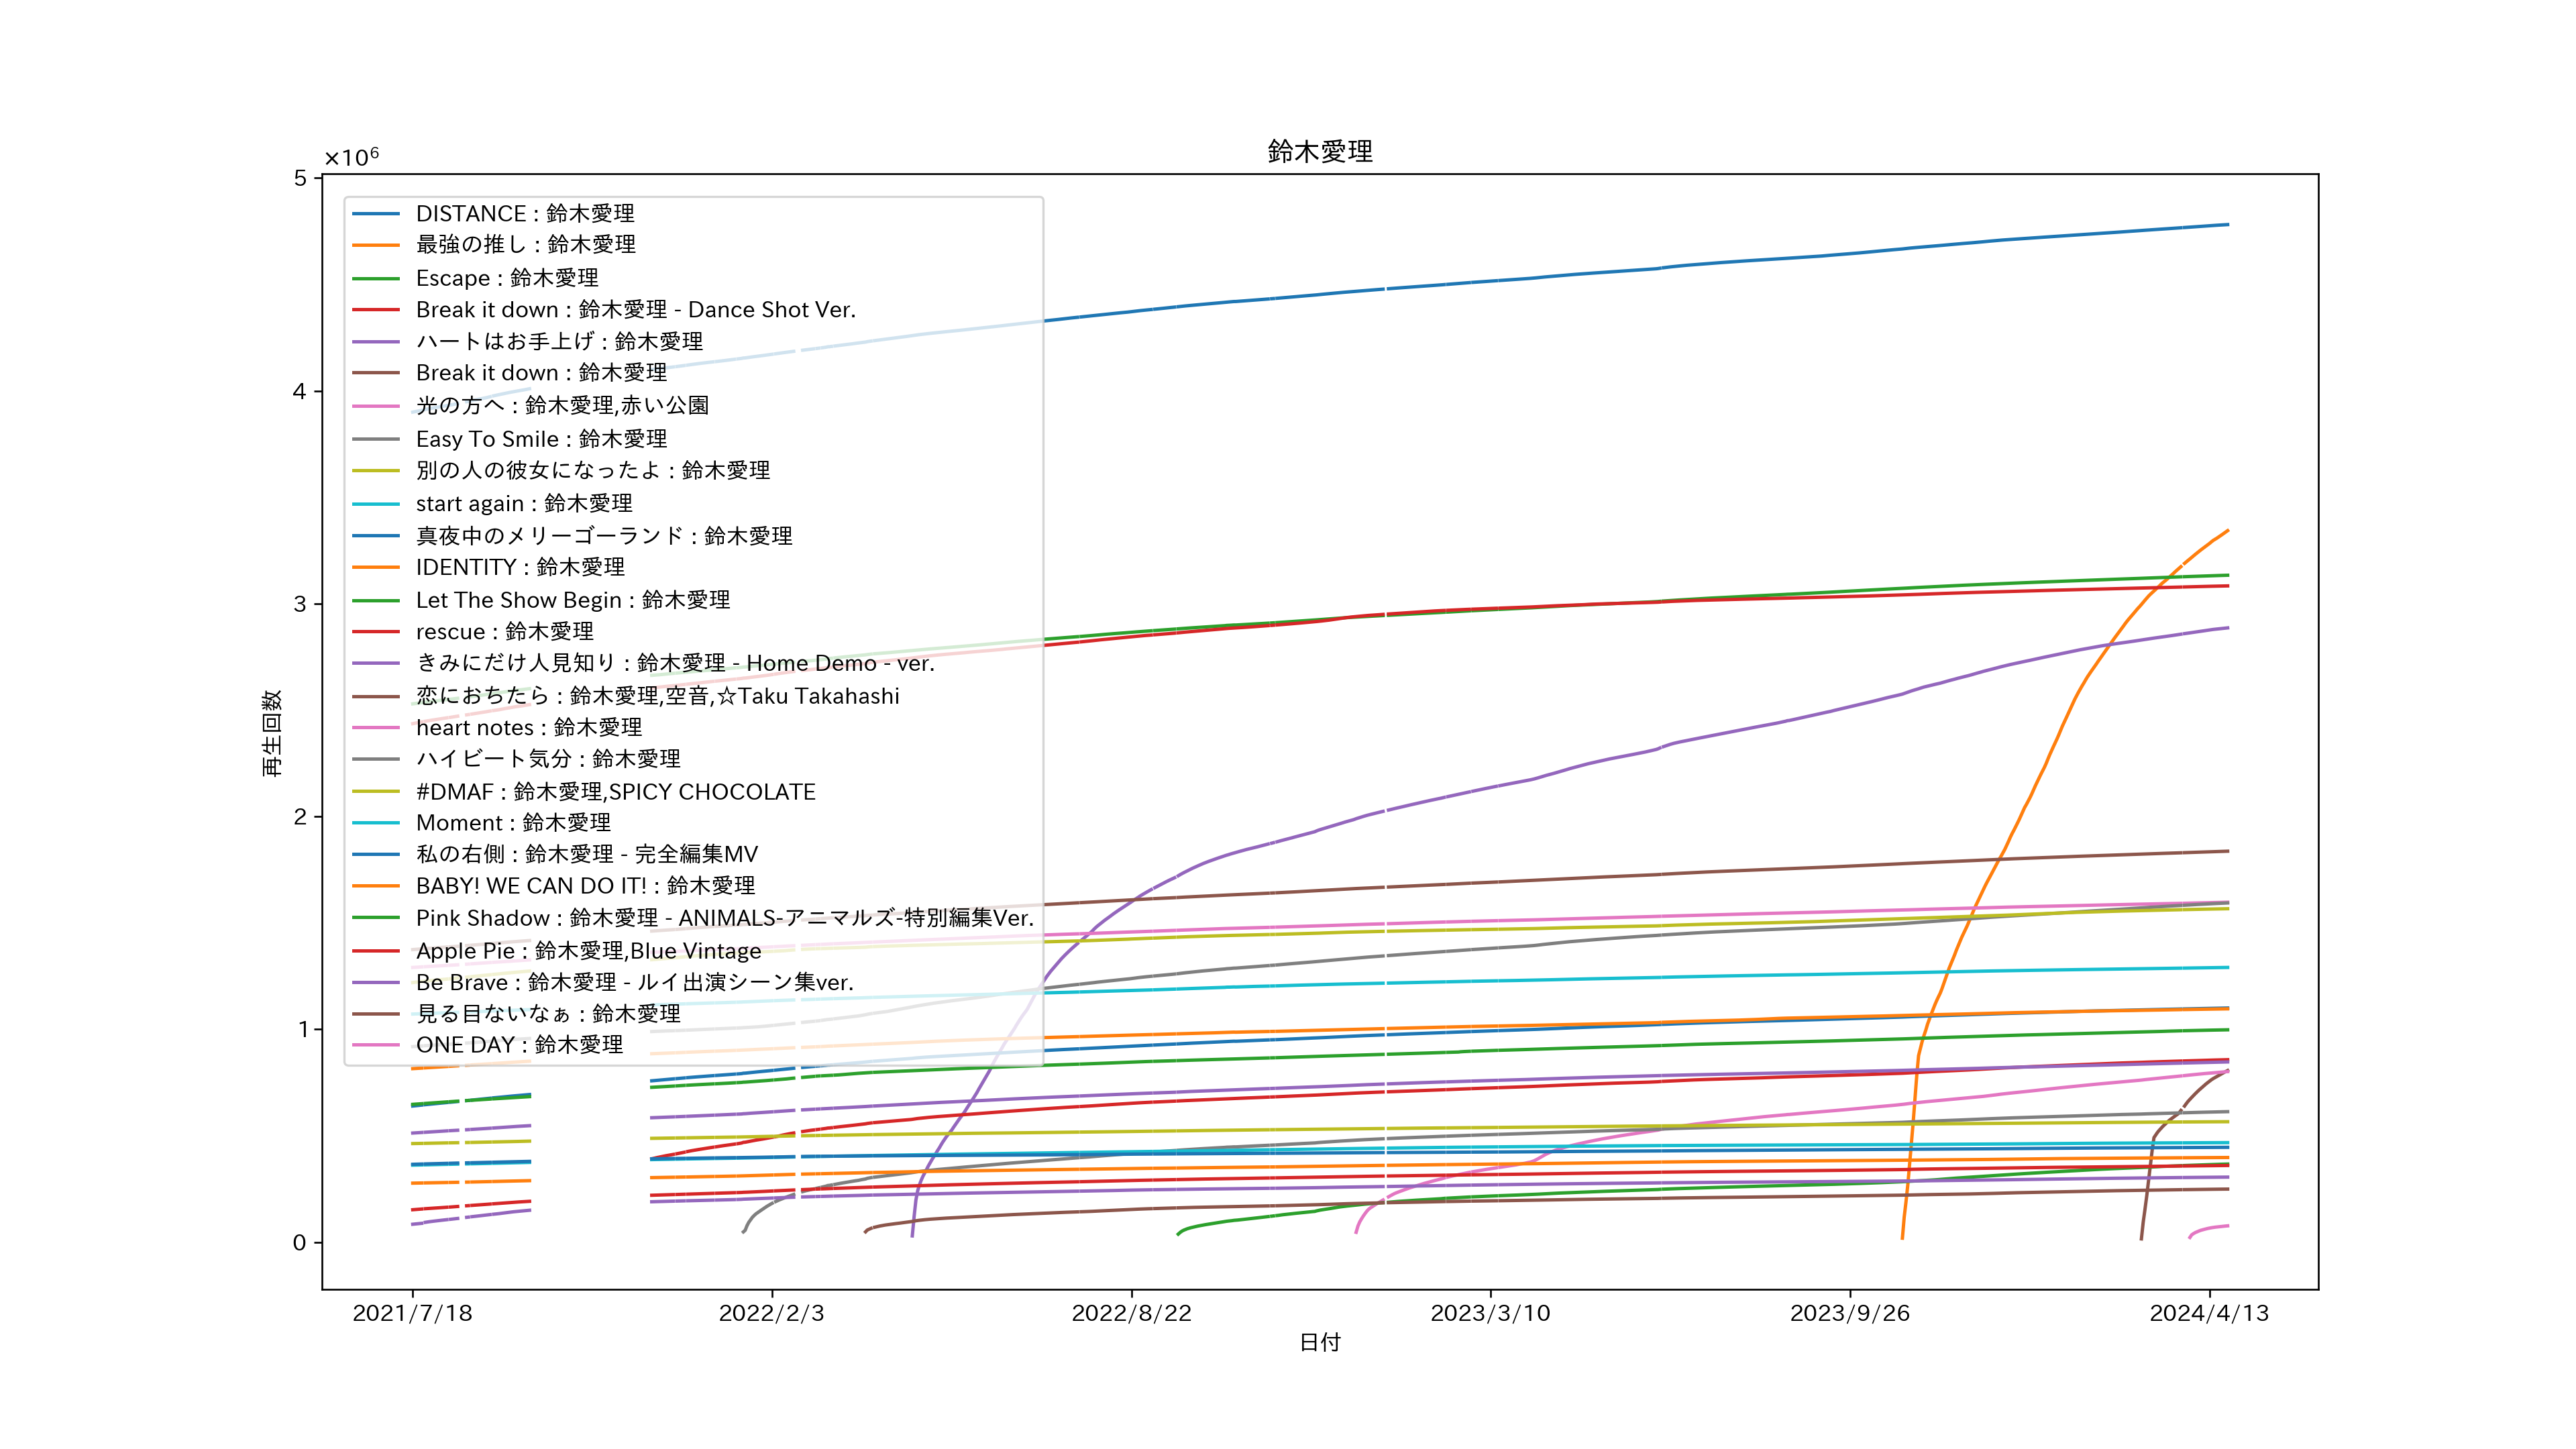 鈴木愛理
×10⁶
5
4
3
2
1
0
再生回数
DISTANCE : 鈴木愛理
最強の推し : 鈴木愛理
Escape : 鈴木愛理
Break it down : 鈴木愛理 - Dance Shot Ver.
ハートはお手上げ : 鈴木愛理
Break it down : 鈴木愛理
光の方へ : 鈴木愛理,赤い公園
Easy To Smile : 鈴木愛理
別の人の彼女になったよ : 鈴木愛理
start again : 鈴木愛理
真夜中のメリーゴーランド : 鈴木愛理
IDENTITY : 鈴木愛理
Let The Show Begin : 鈴木愛理
rescue : 鈴木愛理
きみにだけ人見知り : 鈴木愛理 - Home Demo - ver.
恋におちたら : 鈴木愛理,空音,☆Taku Takahashi
heart notes : 鈴木愛理
ハイビート気分 : 鈴木愛理
#DMAF : 鈴木愛理,SPICY CHOCOLATE
Moment : 鈴木愛理
私の右側 : 鈴木愛理 - 完全編集MV
BABY! WE CAN DO IT! : 鈴木愛理
Pink Shadow : 鈴木愛理 - ANIMALS-アニマルズ-特別編集Ver.
Apple Pie : 鈴木愛理,Blue Vintage
Be Brave : 鈴木愛理 - ルイ出演シーン集ver.
見る目ないなぁ : 鈴木愛理
ONE DAY : 鈴木愛理
2021/7/18 2022/2/3 2022/8/22 2023/3/10 2023/9/26 2024/4/13
日付